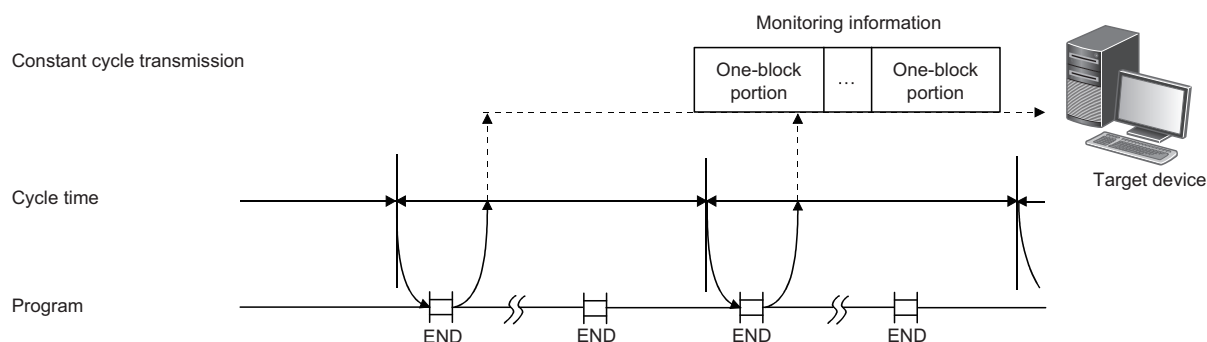 Monitoring information
Constant cycle transmission
One-block
portion
...
One-block
portion
Target device
Cycle time
Program
END
END
END
END